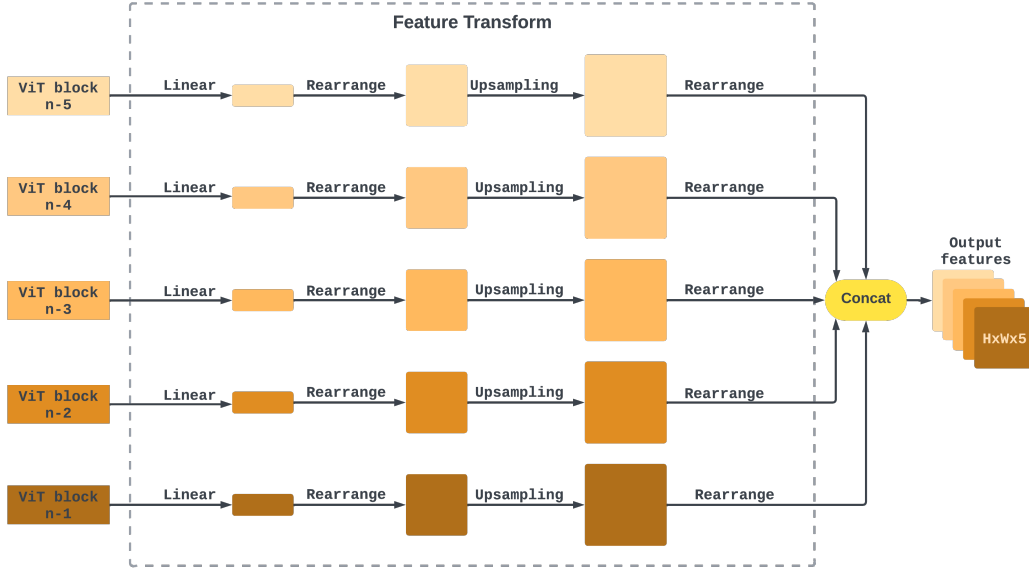 Feature Transform
ViT block
n-5
Linear
Rearrange
Upsampling
Rearrange
ViT block
n-4
Linear
Rearrange
Upsampling
Rearrange
Output
features
ViT block
n-3
Linear
Rearrange
Upsampling
Rearrange
Concat
HxWx5
ViT block
n-2
Linear
Rearrange
Upsampling
Rearrange
ViT block
n-1
Linear
Rearrange
Upsampling
Rearrange